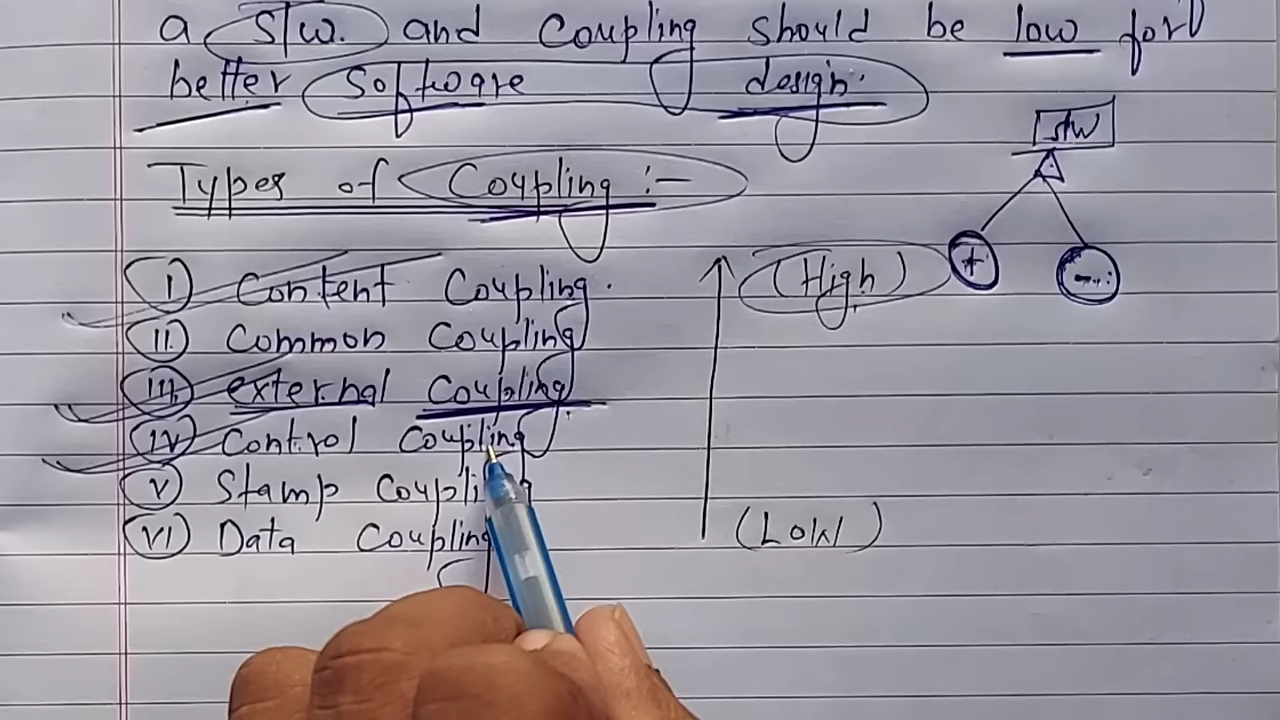 a S/w. and Coupling should be low for
better Software design.
S/W
Types of Coupling :-
I) Content Coupling. (High)
+
II. Common Coupling
III. external Coupling
IV) Control Coupling
V) Stamp Coupling
VI) Data Coupling (Low)